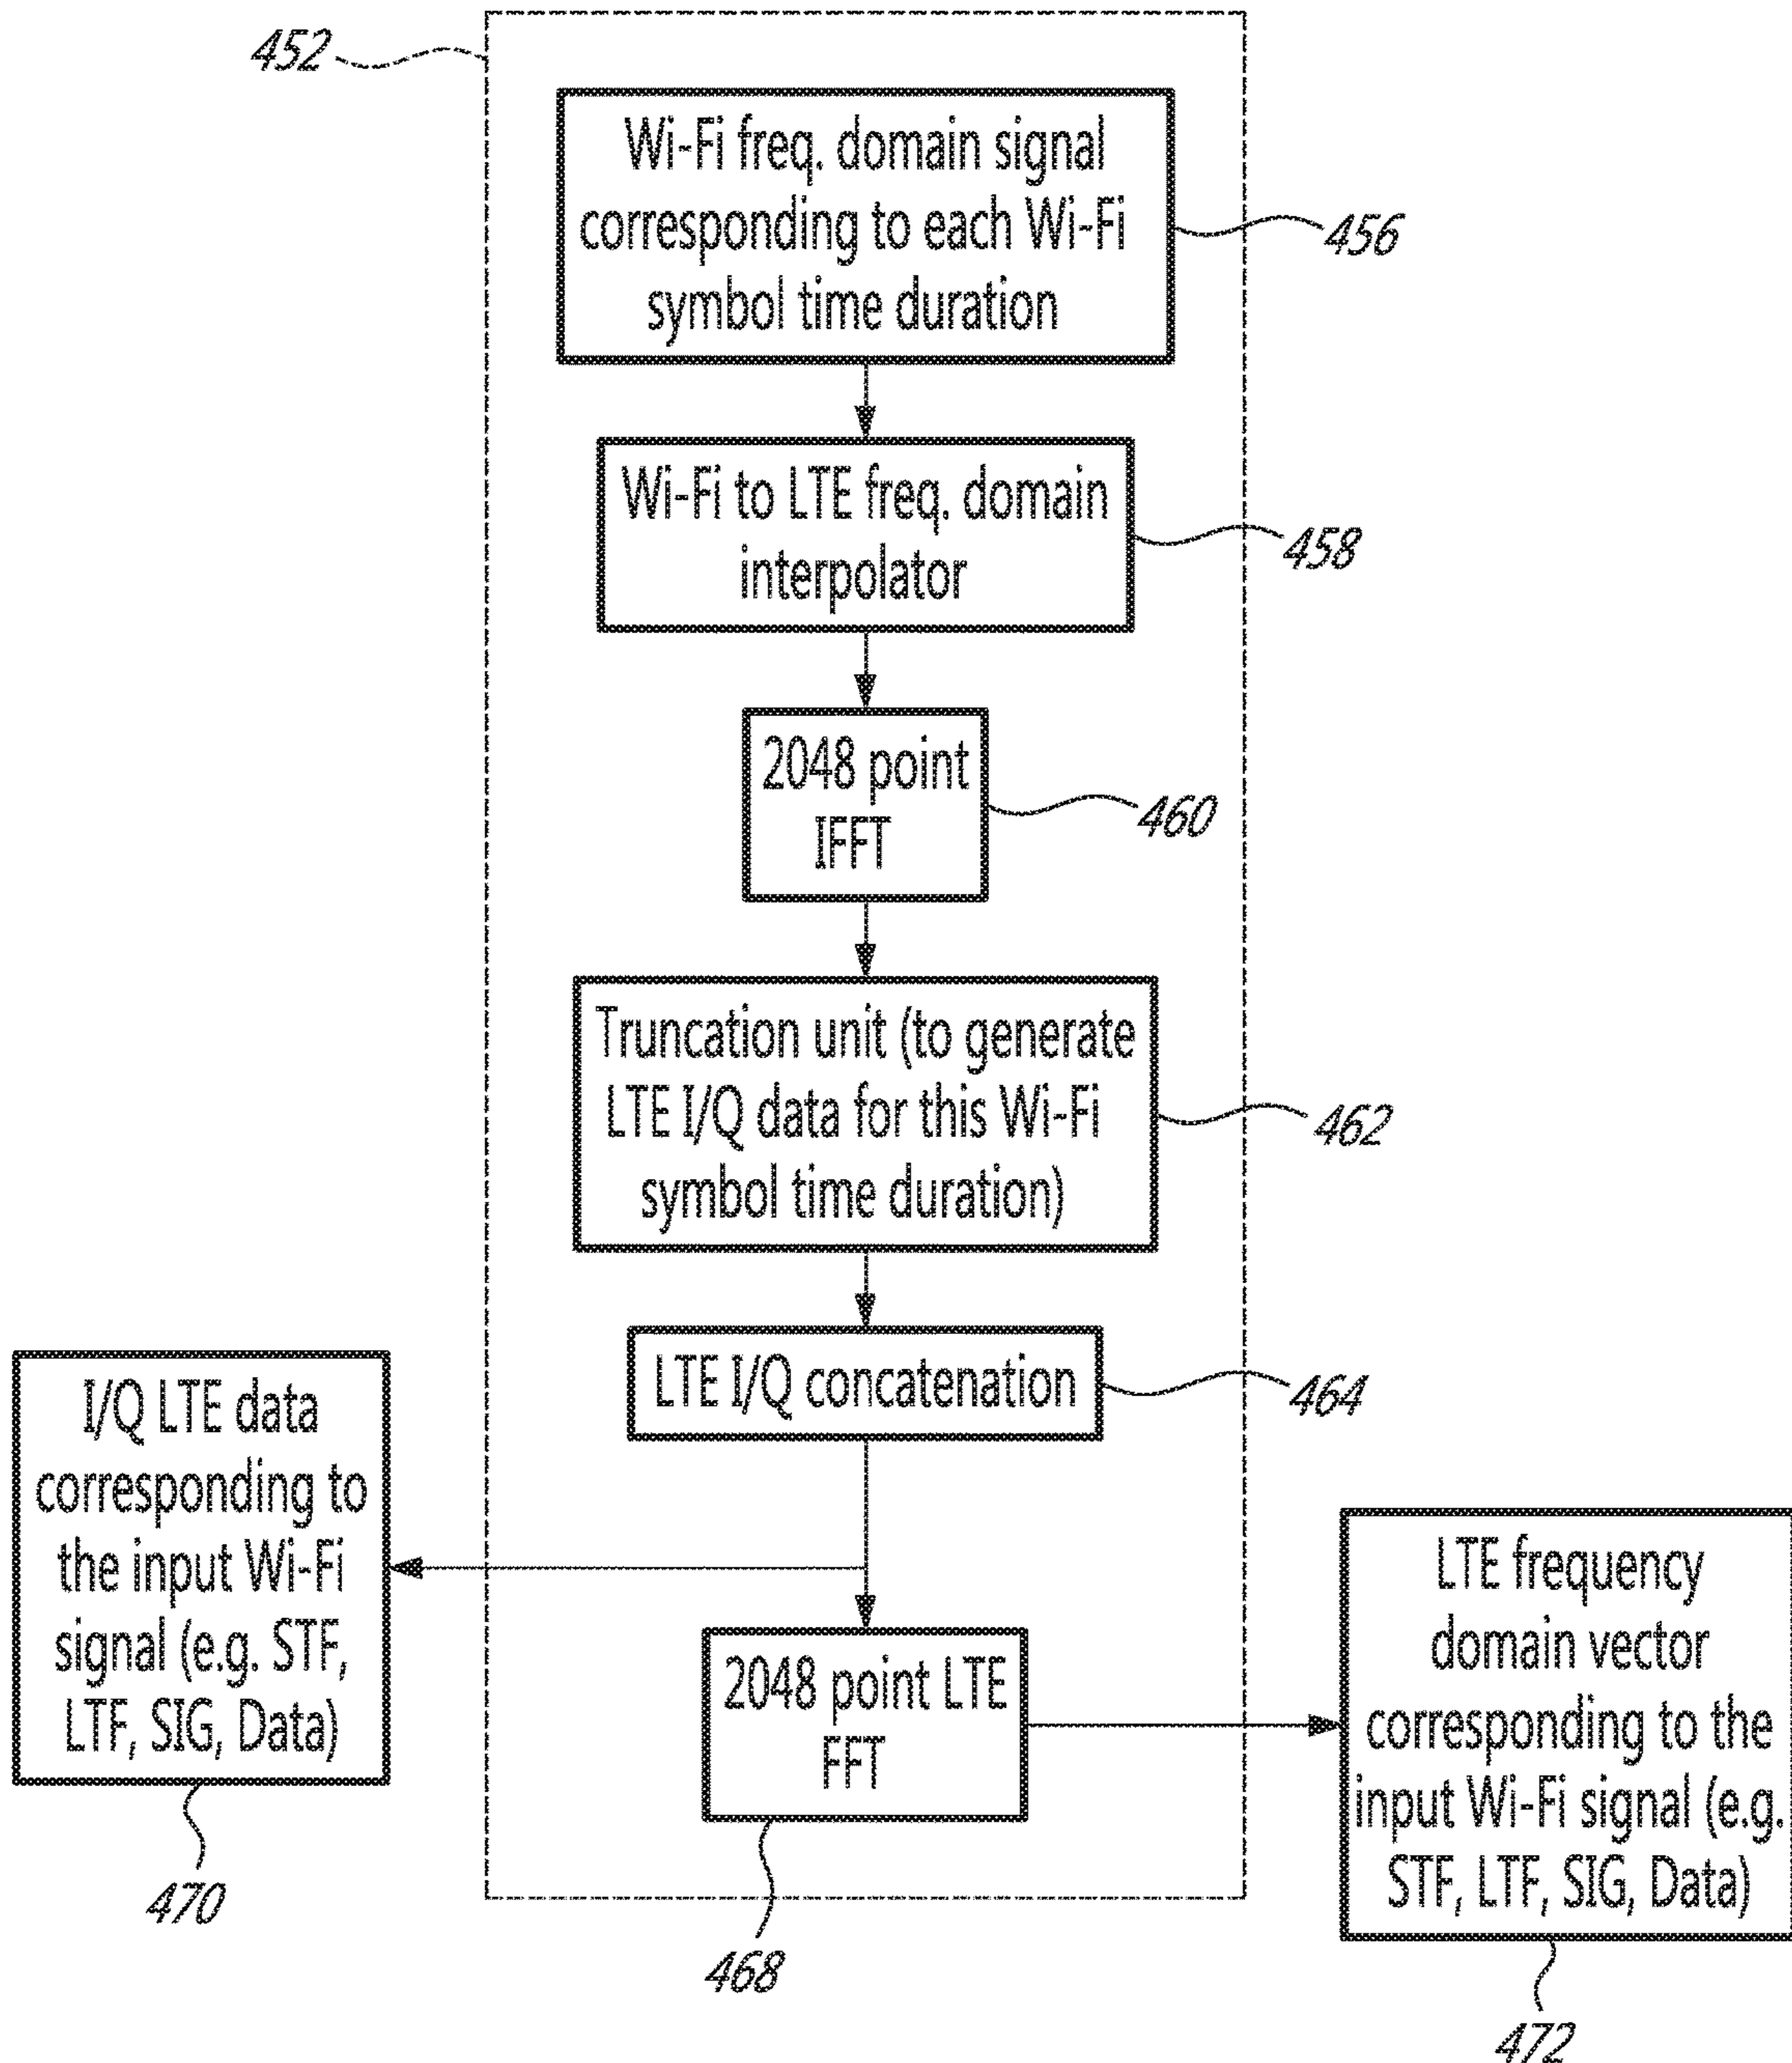 452
Wi-Fi freq. domain signal
corresponding to each Wi-Fi
symbol time duration
456
Wi-Fi to LTE freq. domain
interpolator
458
2048 point
IFFT
460
Truncation unit (to generate
LTE I/Q data for this Wi-Fi
symbol time duration)
462
LTE I/Q concatenation
464
I/Q LTE data
corresponding to
the input Wi-Fi
signal (e.g. STF,
LTF, SIG, Data)
470
2048 point LTE
FFT
468
LTE frequency
domain vector
corresponding to the
input Wi-Fi signal (e.g.
STF, LTF, SIG, Data)
472